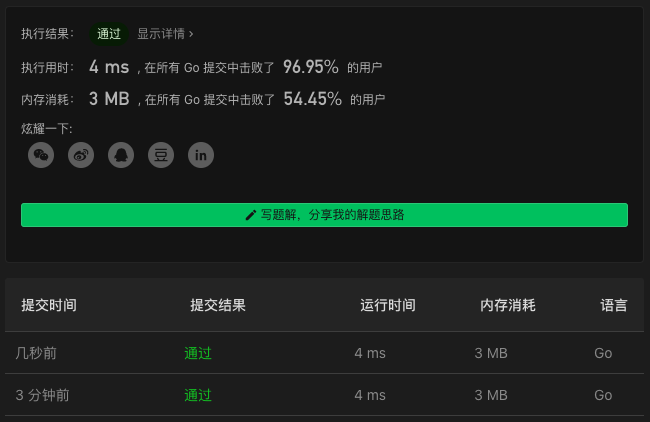 执行结果： 通过 显示详情 ›
执行用时： 4 ms , 在所有 Go 提交中击败了 96.95% 的用户
内存消耗： 3 MB , 在所有 Go 提交中击败了 54.45% 的用户
炫耀一下:
豆 in
写题解，分享我的解题思路
提交时间 提交结果 运行时间 内存消耗 语言
几秒前 通过 4 ms 3 MB Go
3 分钟前 通过 4 ms 3 MB Go